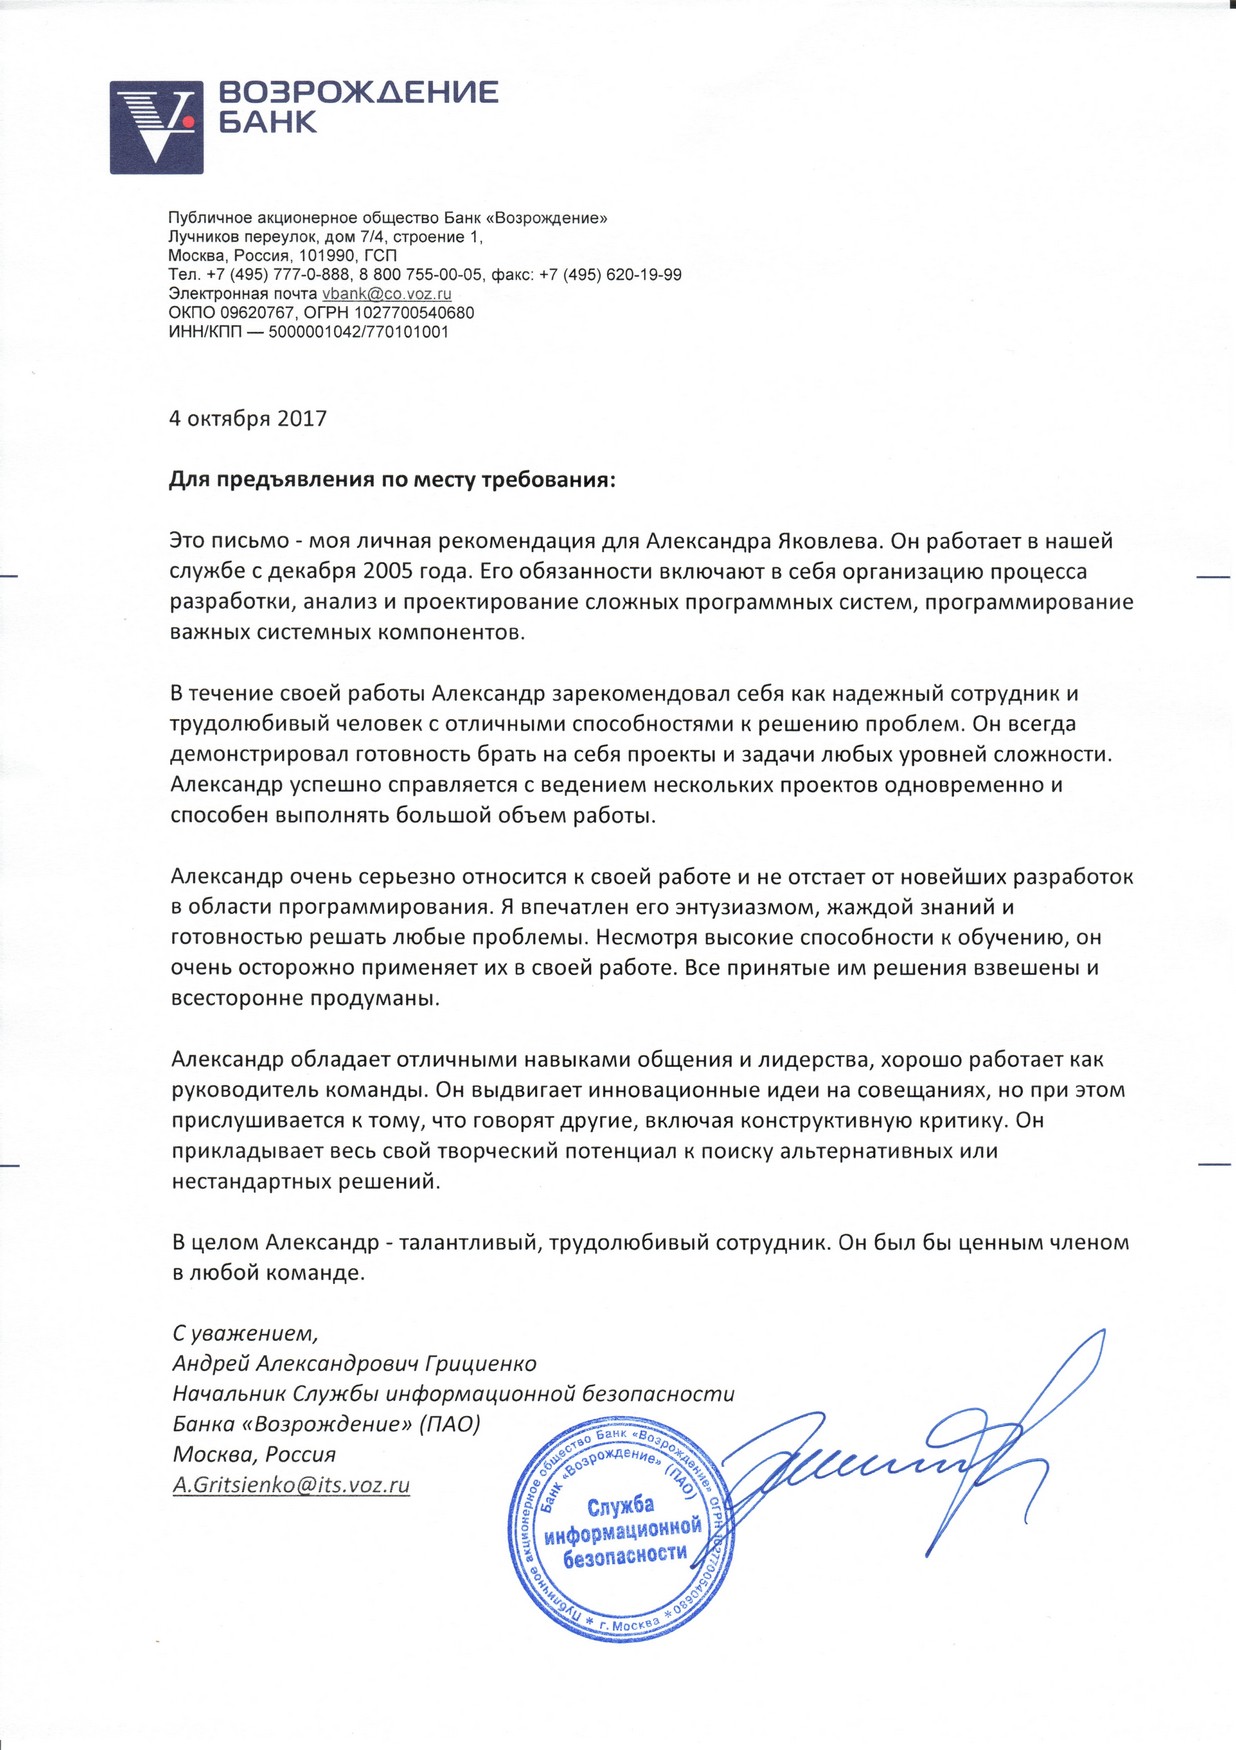 ВОЗРОЖДЕНИЕ
БАНК
Публичное акционерное общество Банк «Возрождение»
Лучников переулок, дом 7/4, строение 1,
Москва, Россия, 101990, ГСП
Тел. +7 (495) 777-0-888, 8 800 755-00-05, факс: +7 (495) 620-19-99
Электронная почта vbank@co.voz.ru
ОКПО 09620767, ОГРН 1027700540680
ИНН/КПП — 5000001042/770101001
4 октября 2017
Для предъявления по месту требования:
Это письмо - моя личная рекомендация для Александра Яковлева. Он работает в нашей
службе с декабря 2005 года. Его обязанности включают в себя организацию процесса
разработки, анализ и проектирование сложных программных систем, программирование
важных системных компонентов.
В течение своей работы Александр зарекомендовал себя как надежный сотрудник и
трудолюбивый человек с отличными способностями к решению проблем. Он всегда
демонстрировал готовность брать на себя проекты и задачи любых уровней сложности.
Александр успешно справляется с ведением нескольких проектов одновременно и
способен выполнять большой объем работы.
Александр очень серьезно относится к своей работе и не отстает от новейших разработок
в области программирования. Я впечатлен его энтузиазмом, жаждой знаний и
готовностью решать любые проблемы. Несмотря высокие способности к обучению, он
очень осторожно применяет их в своей работе. Все принятые им решения взвешены и
всесторонне продуманы.
Александр обладает отличными навыками общения и лидерства, хорошо работает как
руководитель команды. Он выдвигает инновационные идеи на совещаниях, но при этом
прислушивается к тому, что говорят другие, включая конструктивную критику. Он
прикладывает весь свой творческий потенциал к поиску альтернативных или
нестандартных решений.
В целом Александр - талантливый, трудолюбивый сотрудник. Он был бы ценным членом
в любой команде.
С уважением,
Андрей Александрович Грициенко
Начальник Службы информационной безопасности
Банка «Возрождение» (ПАО)
Москва, Россия
A.Gritsienko@its.voz.ru
Публичное акционерное общество Банк «Возрождение» ОГРН 1027700540680
* г. Москва *
Банк «Возрождение» (ПАО)
Служба
информационной
безопасности